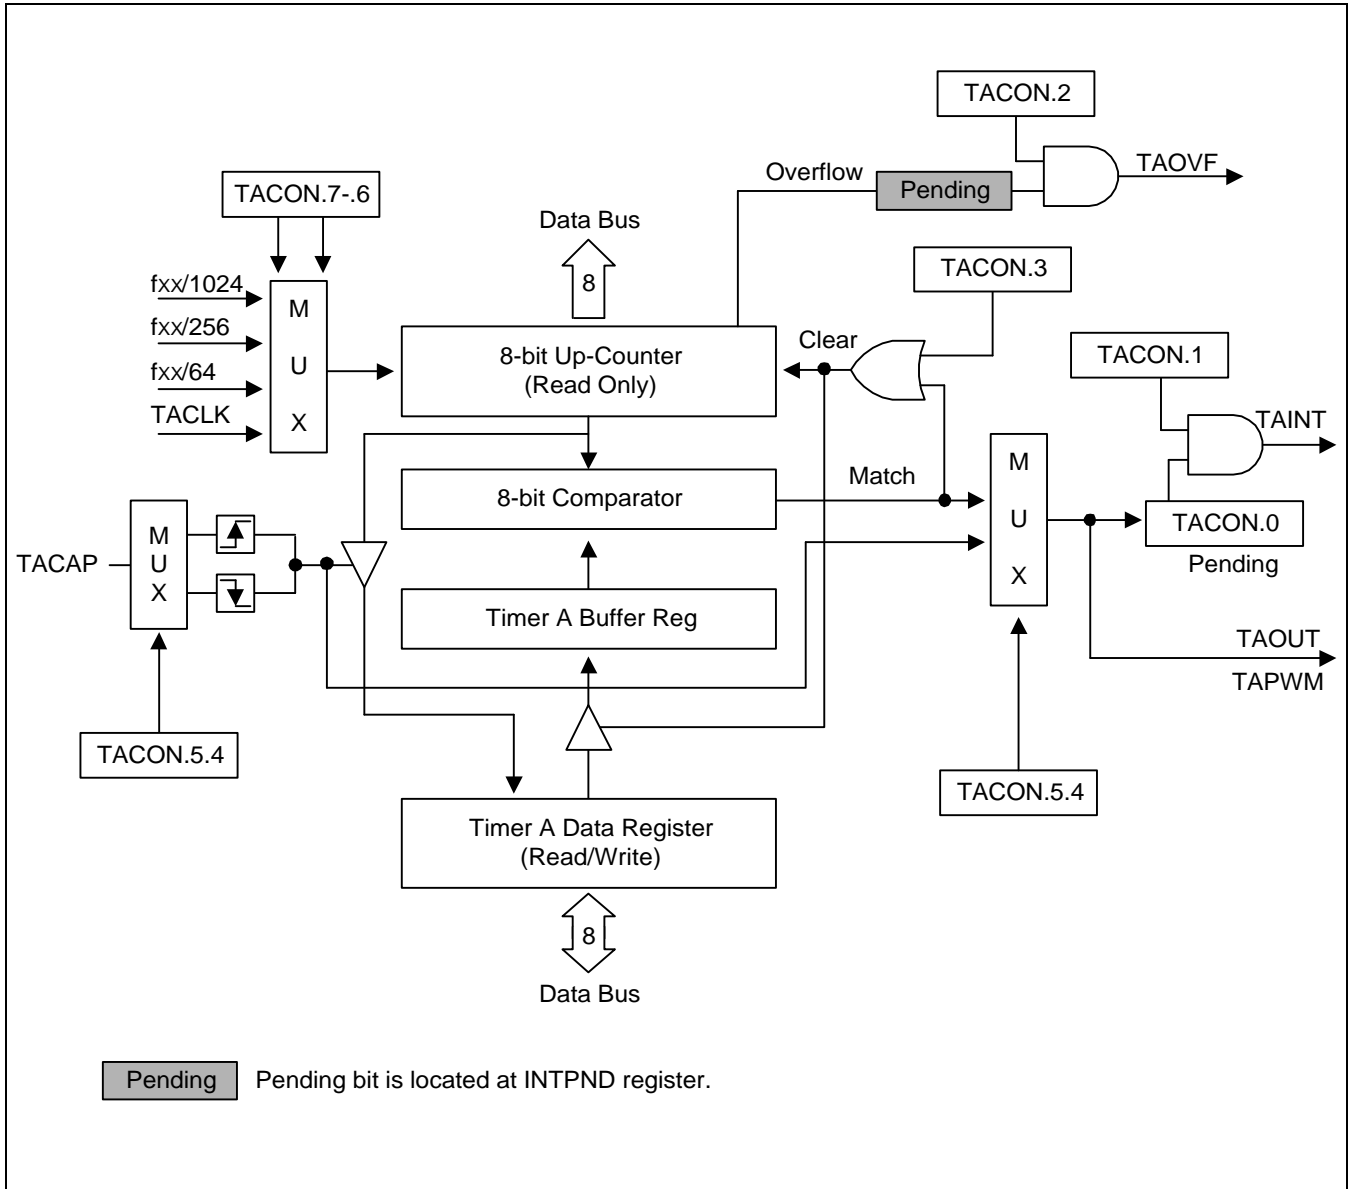 TACON.2
Overflow
Pending
TAOVF
TACON.7-.6
Data Bus
8
TACON.3
fxx/1024
fxx/256
fxx/64
TACLK
M
U
X
8-bit Up-Counter
(Read Only)
Clear
TACON.1
TAINT
8-bit Comparator
Match
M
U
X
TACON.0
Pending
TACAP
M
U
X
Timer A Buffer Reg
TAOUT
TAPWM
TACON.5.4
TACON.5.4
Timer A Data Register
(Read/Write)
8
Data Bus
Pending
Pending bit is located at INTPND register.